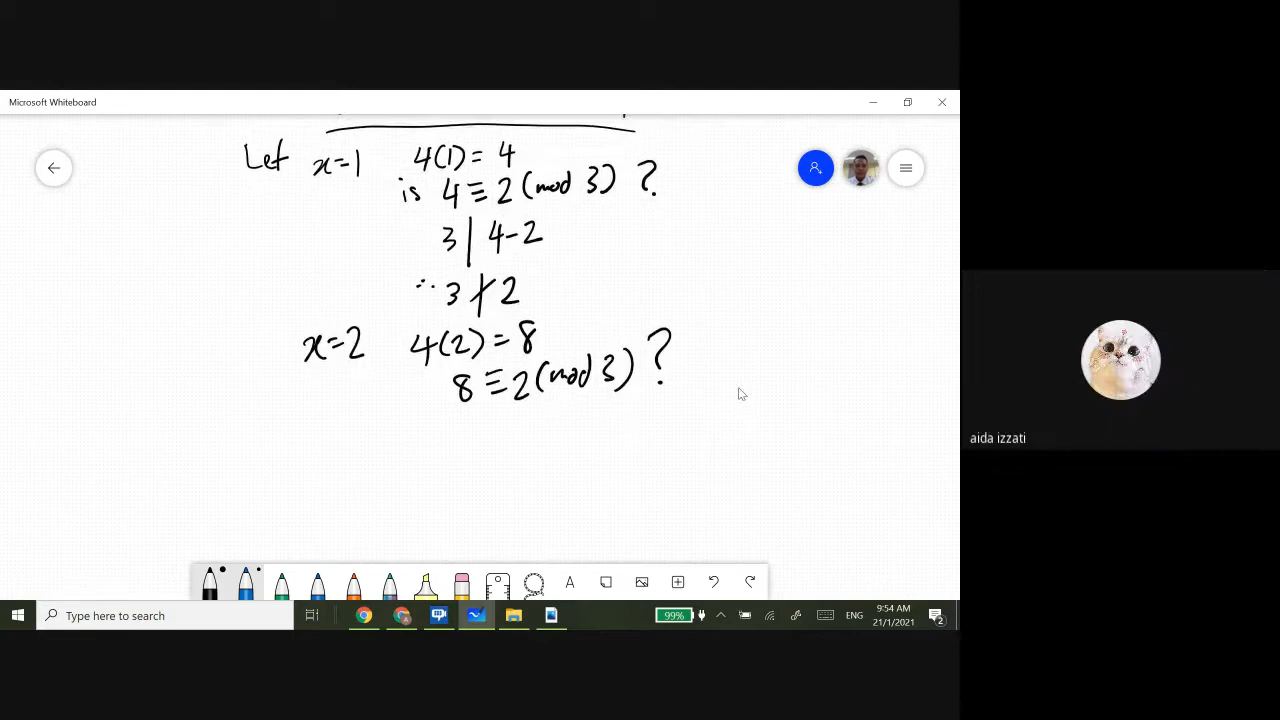 Microsoft Whiteboard
Let x=1 4(1) = 4
is 4 ≡ 2 (mod 3) ?
3 | 4-2
∴ 3 ∤ 2
x=2 4(2) = 8
8 ≡ 2 (mod 3) ?
aida izzati
Type here to search
99%
ENG
9:54 AM
21/1/2021
2